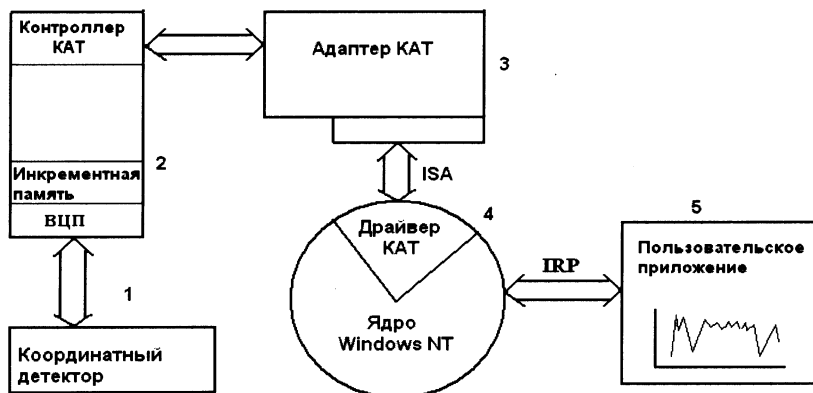 Контроллер
КАТ
Адаптер КАТ
3
2
Инкрементная
память
ВЦП
ISA
Драйвер
КАТ
4
5
IRP
Пользовательское
приложение
1
Координатный
детектор
Ядро
Windows NT